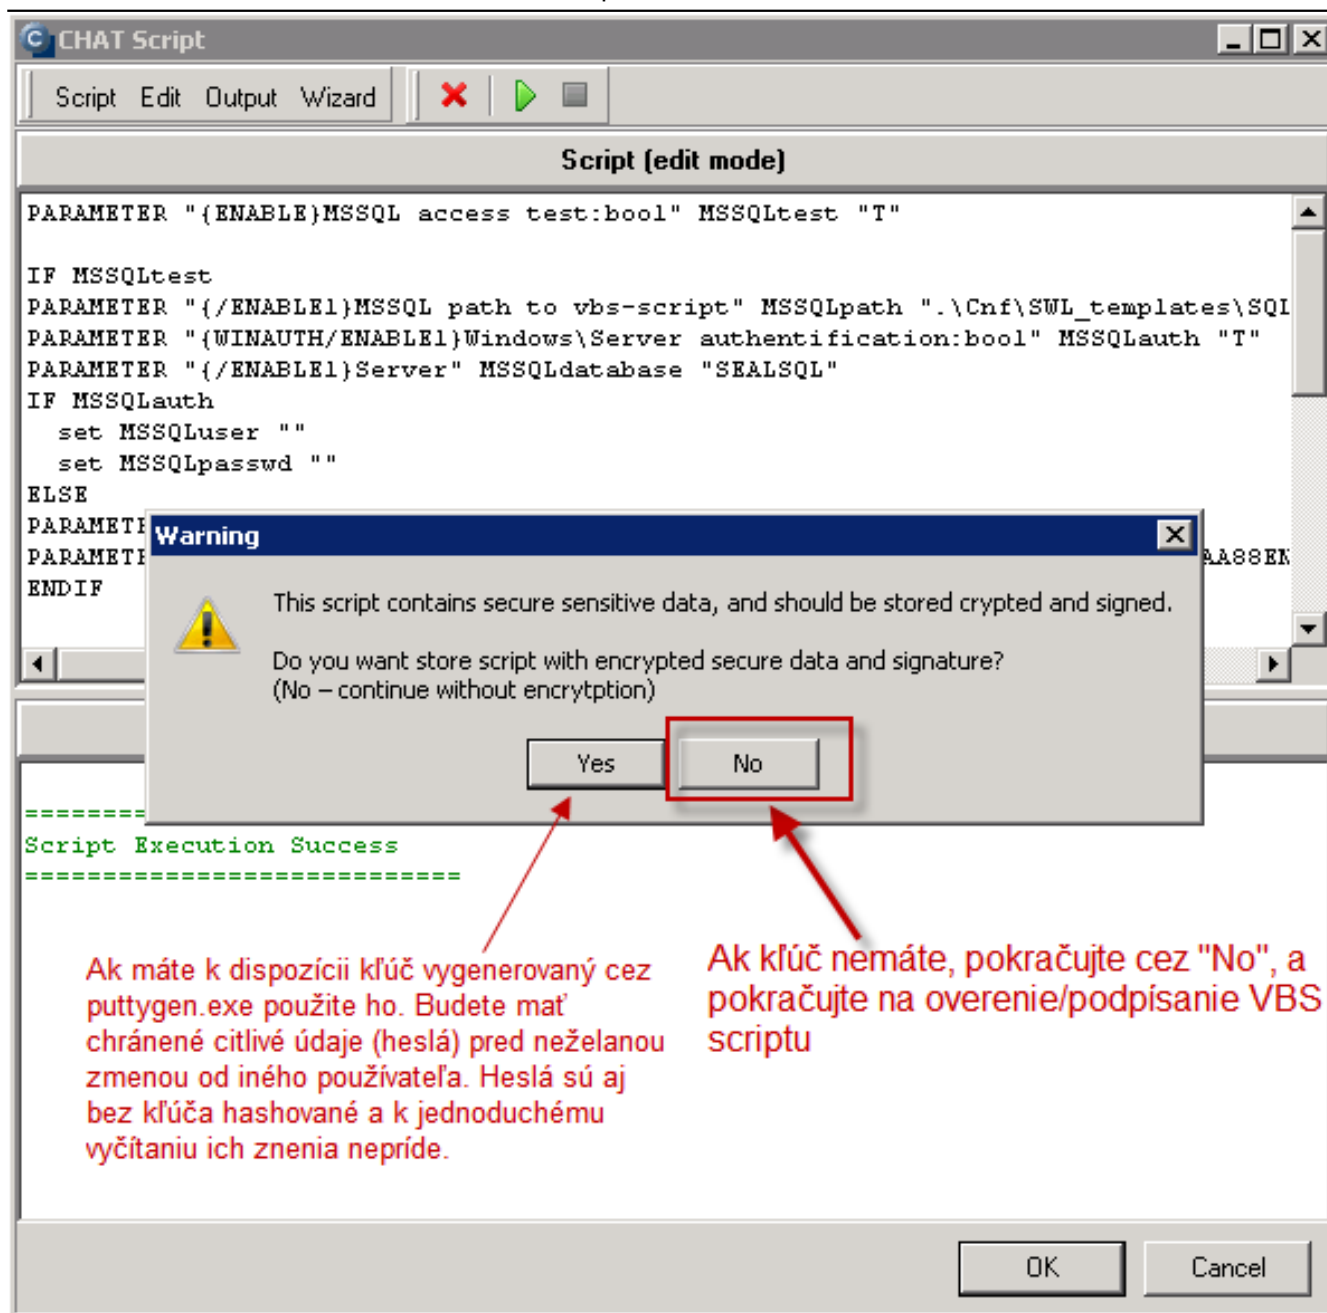 CHAT Script
Script Edit Output Wizard
Script (edit mode)
PARAMETER "{ENABLE}MSSQL access test:bool" MSSQLtest "T"
IF MSSQLtest
PARAMETER "{/ENABLE1}MSSQL path to vbs-script" MSSQLpath ".\Cnf\SWL_templates\SQL
PARAMETER "{WINAUTH/ENABLE1}Windows\Server authentification:bool" MSSQLauth "T"
PARAMETER "{/ENABLE1}Server" MSSQLdatabase "SEALSQL"
IF MSSQLauth
set MSSQLuser ""
set MSSQLpasswd ""
ELSE
PARAMETE
PARAMETE AA88EN
ENDIF
Warning
This script contains secure sensitive data, and should be stored crypted and signed.
Do you want store script with encrypted secure data and signature?
(No – continue without encrytption)
Yes No
============================
Script Execution Success
============================
Ak máte k dispozícii kľúč vygenerovaný cez
puttygen.exe použite ho. Budete mať
chránené citlivé údaje (heslá) pred neželanou
zmenou od iného používateľa. Heslá sú aj
bez kľúča hashované a k jednoduchému
vyčítaniu ich znenia nepríde.
Ak kľúč nemáte, pokračujte cez "No", a
pokračujte na overenie/podpísanie VBS
scriptu
OK Cancel